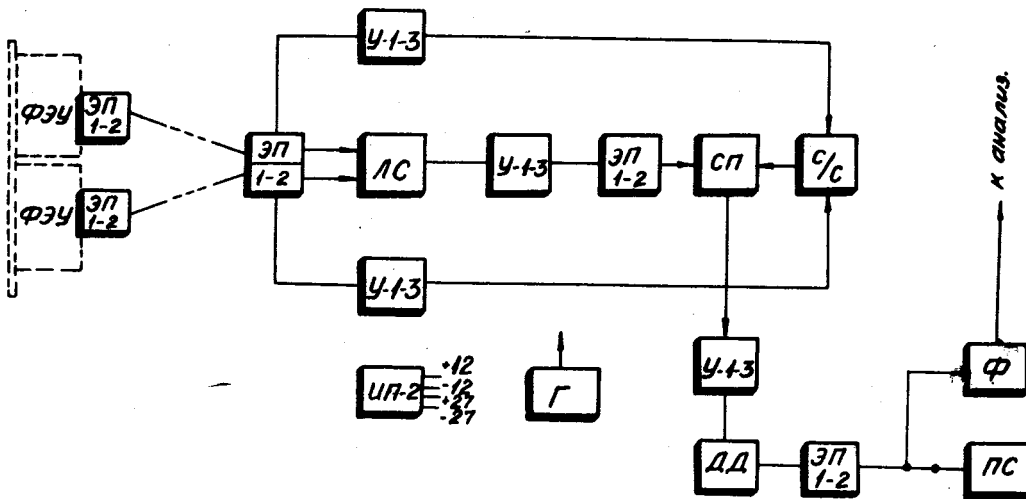 У-1-3
ФЭУ
ЭП
1-2
ЭП
1-2
ЛС
У-1-3
ЭП
1-2
СП
С/С
К анализ.
ФЭУ
ЭП
1-2
У-1-3
У-1-3
Ф
ИП-2
+12
-12
+27
-27
Г
ДД
ЭП
1-2
ПС